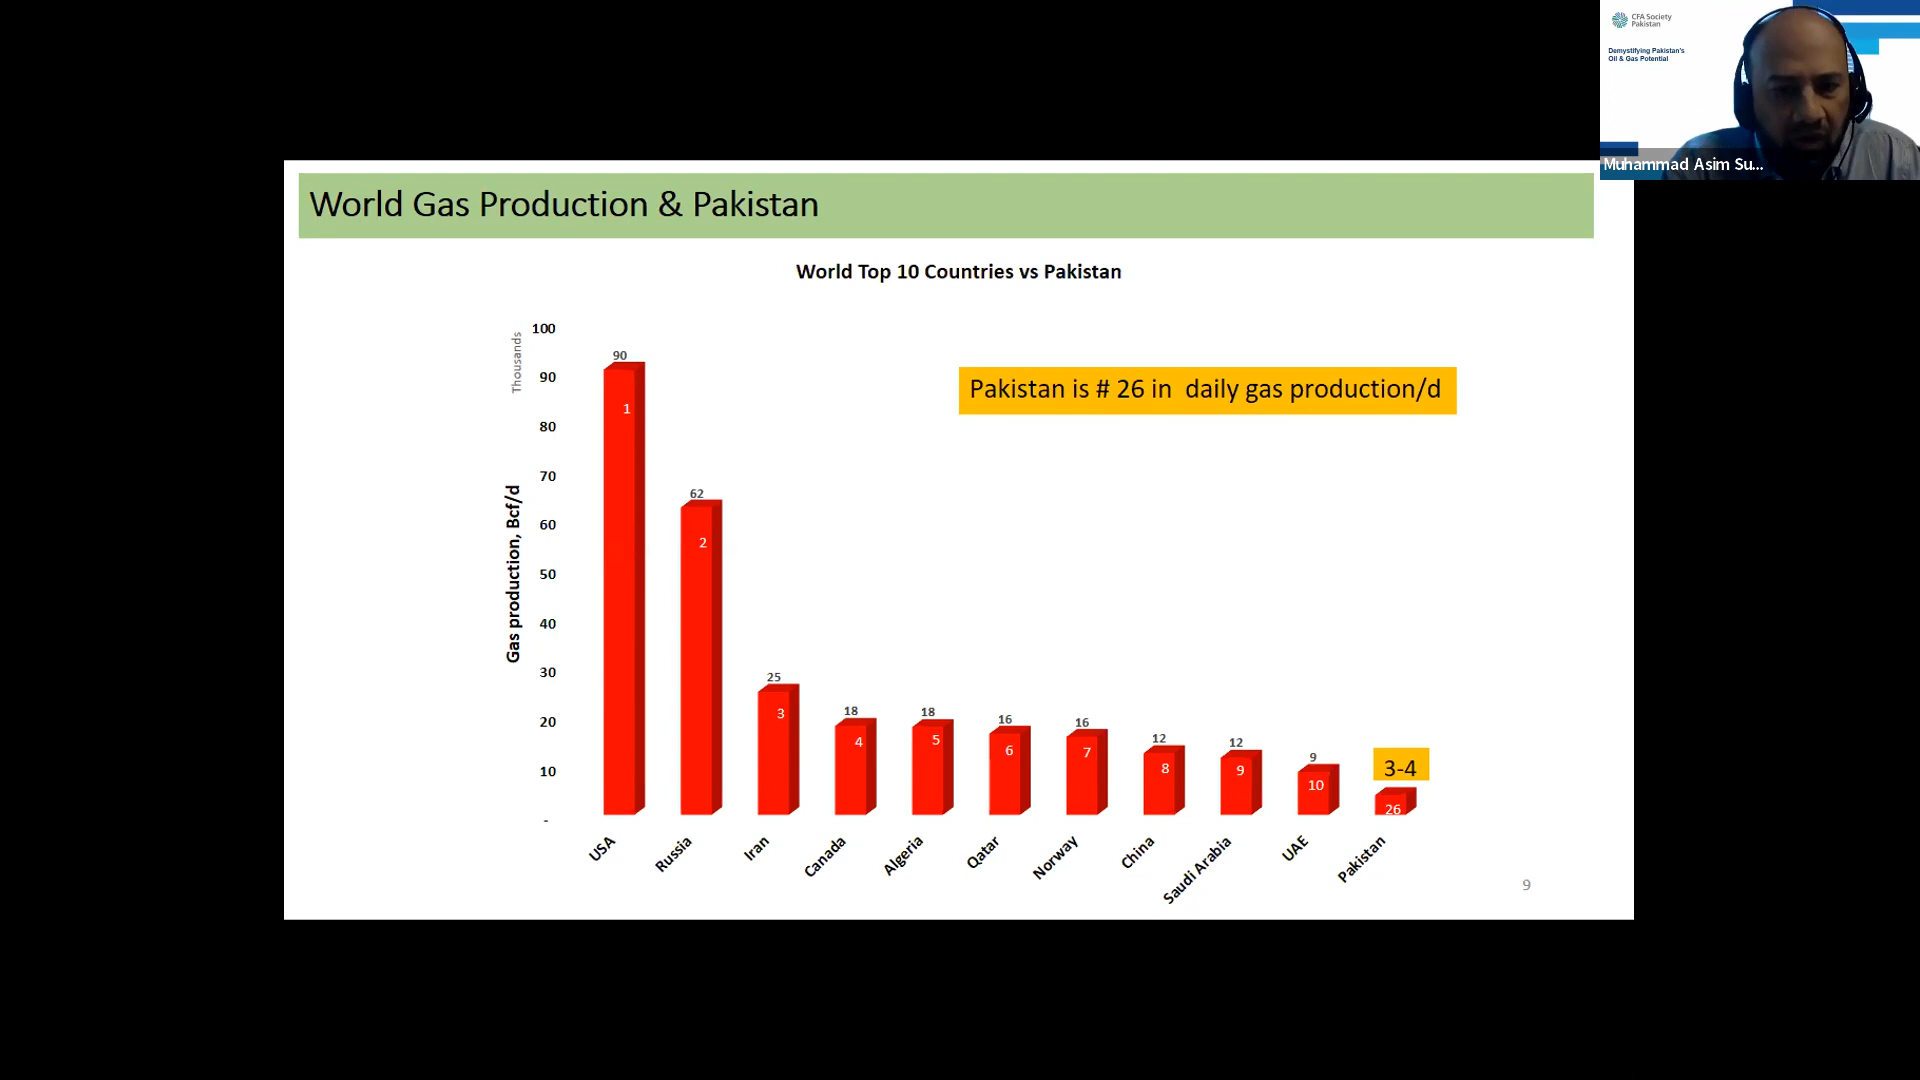 CFA Society
Pakistan
Demystifying Pakistan's
Oil & Gas Potential
Muhammad Asim Su...
World Gas Production & Pakistan
World Top 10 Countries vs Pakistan
Thousands
Gas production, Bcf/d
100
90
80
70
60
50
40
30
20
10
-
Pakistan is # 26 in daily gas production/d
90
1
62
2
25
3
18
4
18
5
16
6
16
7
12
8
12
9
9
10
3-4
26
USA
Russia
Iran
Canada
Algeria
Qatar
Norway
China
Saudi Arabia
UAE
Pakistan
9